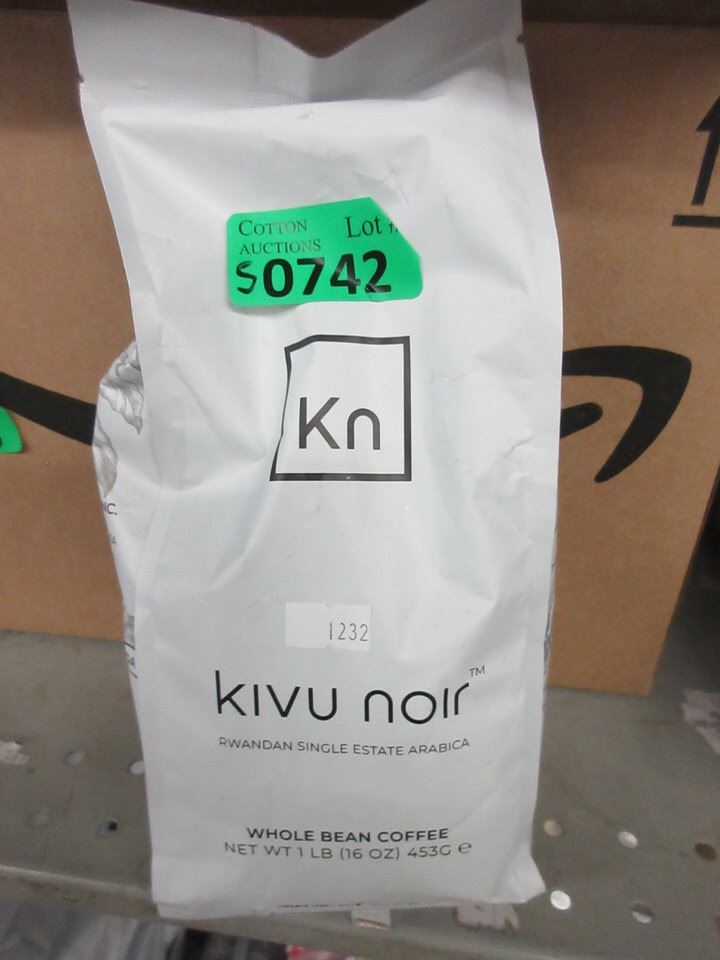 COTTON
AUCTIONS
Lot
S0742
Kn
1232
kivu noir™
RWANDAN SINGLE ESTATE ARABICA
WHOLE BEAN COFFEE
NET WT 1 LB (16 OZ) 453G ℮